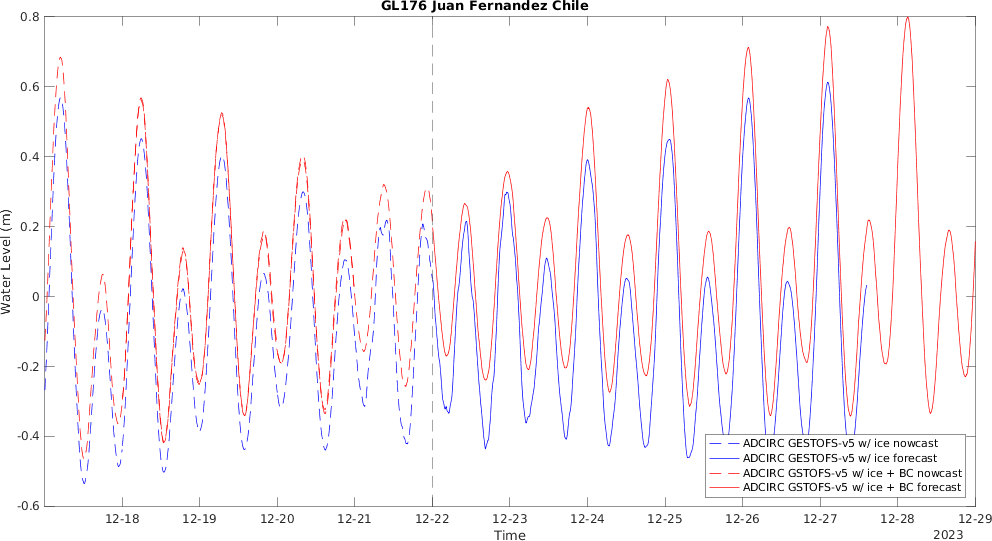 GL176 Juan Fernandez Chile
0.8
0.6
0.4
0.2
0
-0.2
-0.4
-0.6
Water Level (m)
ADCIRC GESTOFS-v5 w/ ice nowcast
ADCIRC GESTOFS-v5 w/ ice forecast
ADCIRC GSTOFS-v5 w/ ice + BC nowcast
ADCIRC GSTOFS-v5 w/ ice + BC forecast
12-18 12-19 12-20 12-21 12-22 12-23 12-24 12-25 12-26 12-27 12-28 12-29
Time
2023